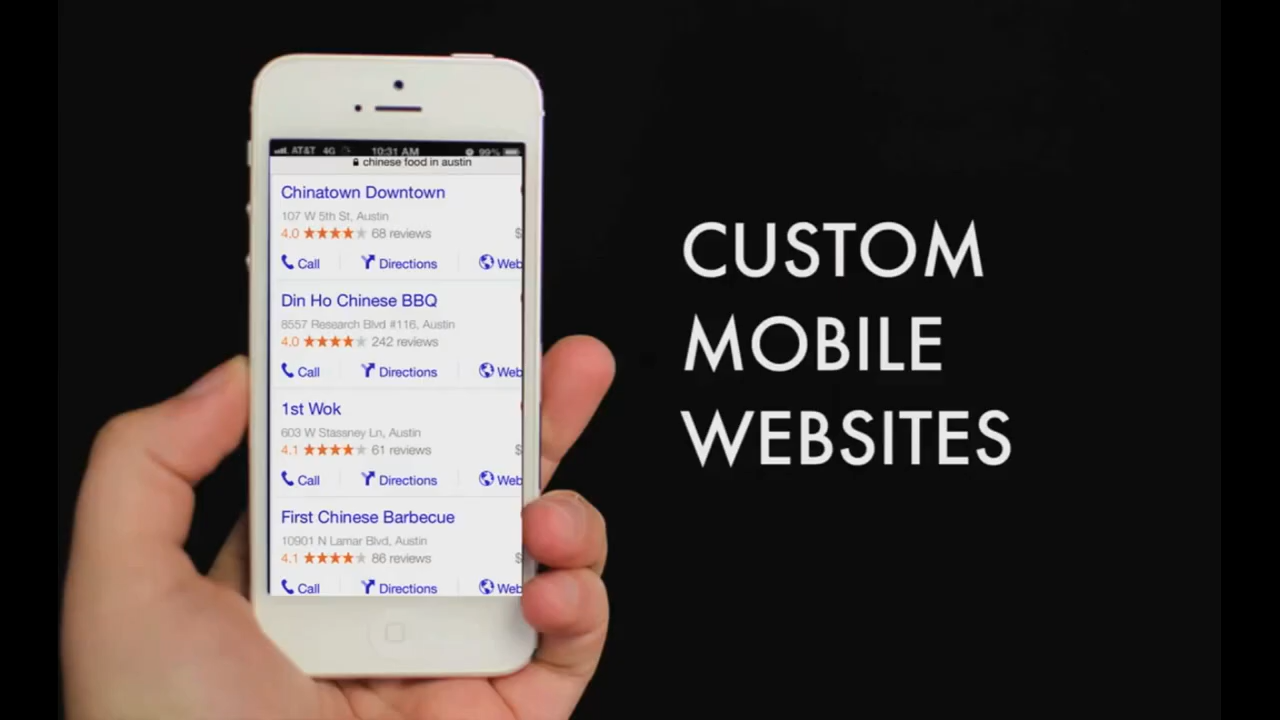 AT&T 4G 10:31 AM 99%
chinese food in austin
Chinatown Downtown
107 W 5th St, Austin
4.0 ★★★★★ 68 reviews $
Call Directions Web
Din Ho Chinese BBQ
8557 Research Blvd #116, Austin
4.0 ★★★★★ 242 reviews
Call Directions Web
1st Wok
603 W Stassney Ln, Austin
4.1 ★★★★★ 61 reviews $
Call Directions Web
First Chinese Barbecue
10901 N Lamar Blvd, Austin
4.1 ★★★★★ 86 reviews $
Call Directions Web
CUSTOM
MOBILE
WEBSITES